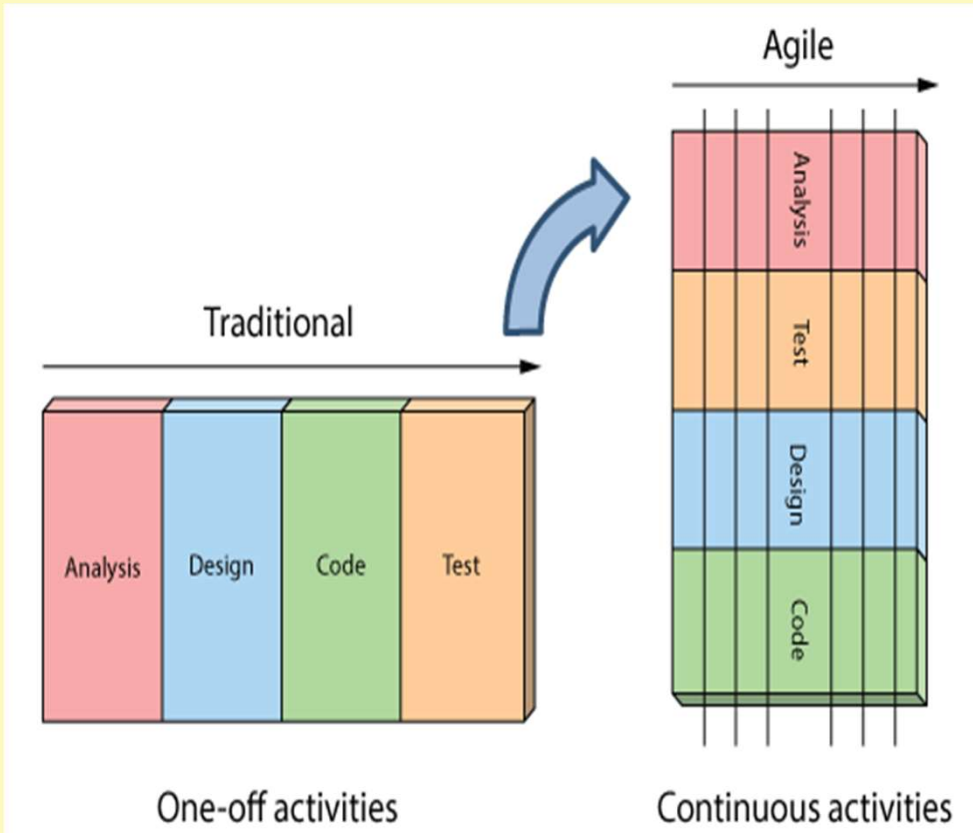 Agile
Analysis
Test
Design
Code
Traditional
Analysis Design Code Test
One-off activities
Continuous activities